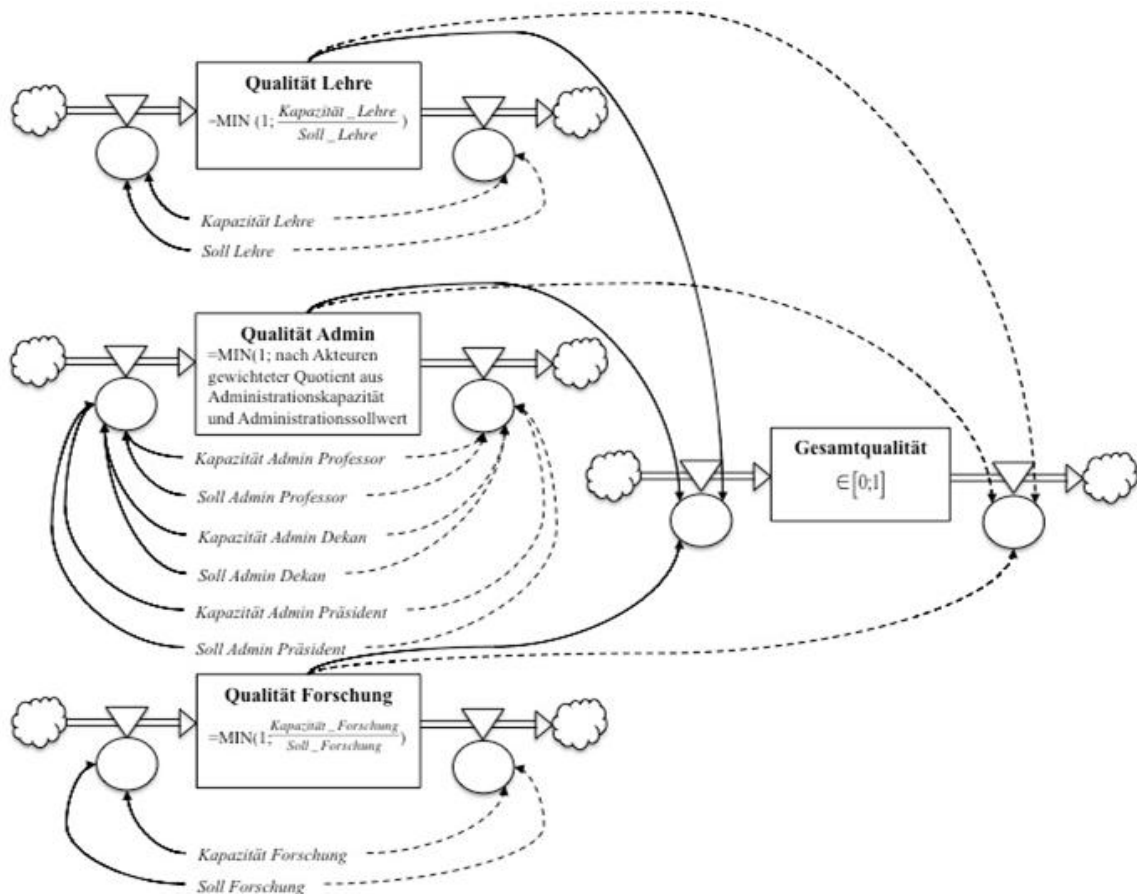 Qualität Lehre
=MIN (1; Kapazität_Lehre / Soll_Lehre )
Kapazität Lehre
Soll Lehre
Qualität Admin
=MIN(1; nach Akteuren
gewichteter Quotient aus
Administrationskapazität
und Administrationssollwert
Kapazität Admin Professor
Soll Admin Professor
Kapazität Admin Dekan
Soll Admin Dekan
Kapazität Admin Präsident
Soll Admin Präsident
Gesamtqualität
∈[0;1]
Qualität Forschung
=MIN(1; Kapazität_Forschung / Soll_Forschung )
Kapazität Forschung
Soll Forschung